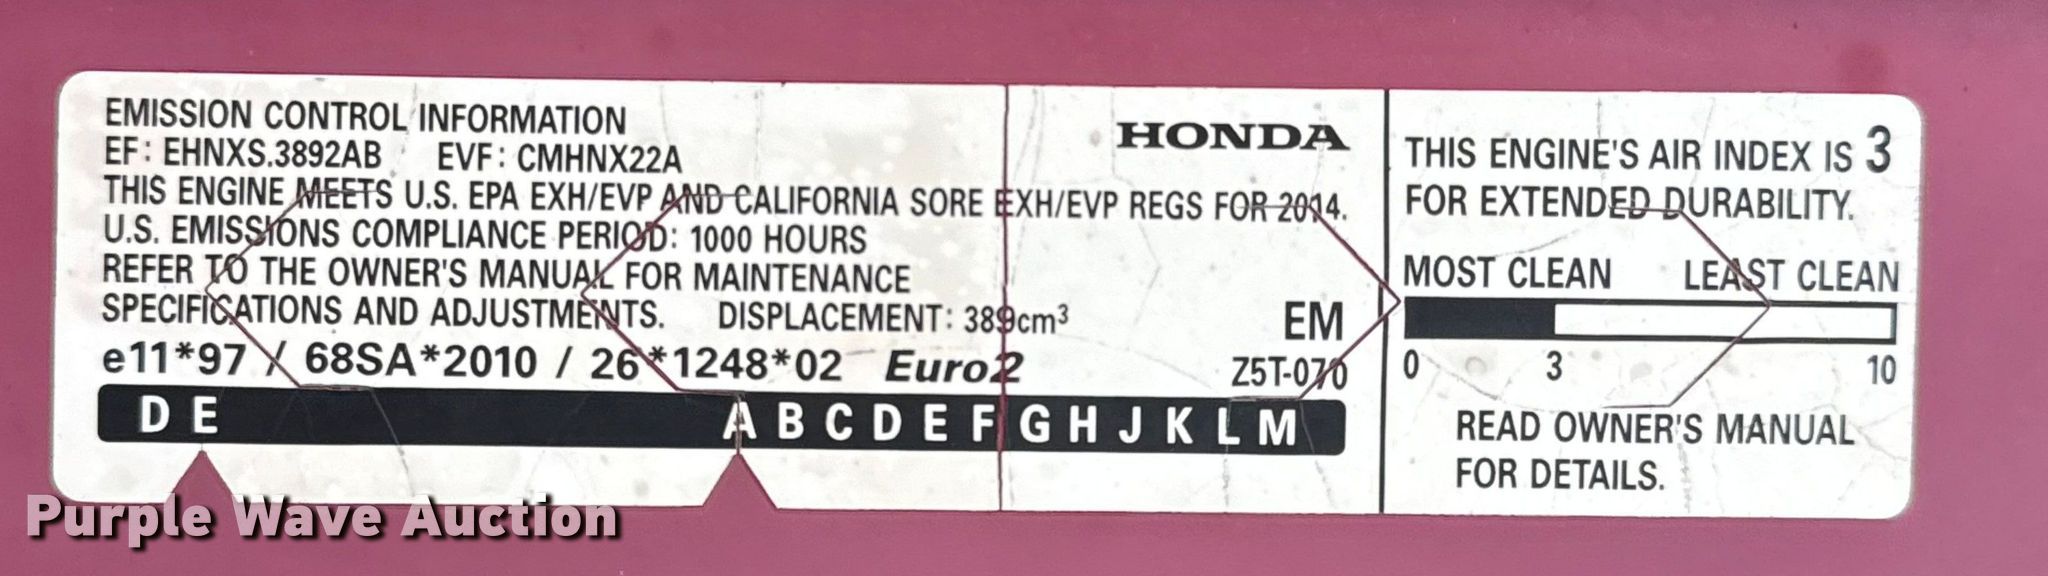 EMISSION CONTROL INFORMATION
EF: EHNXS.3892AB EVF: CMHNX22A
HONDA
THIS ENGINE MEETS U.S. EPA EXH/EVP AND CALIFORNIA SORE EXH/EVP REGS FOR 2014.
U.S. EMISSIONS COMPLIANCE PERIOD: 1000 HOURS
REFER TO THE OWNER'S MANUAL FOR MAINTENANCE
SPECIFICATIONS AND ADJUSTMENTS. DISPLACEMENT: 389cm³
EM
e11*97 / 68SA*2010 / 26*1248*02 Euro2
Z5T-070
D E A B C D E F G H J K L M
THIS ENGINE'S AIR INDEX IS 3
FOR EXTENDED DURABILITY.
MOST CLEAN LEAST CLEAN
0 3 10
READ OWNER'S MANUAL
FOR DETAILS.
Purple Wave Auction